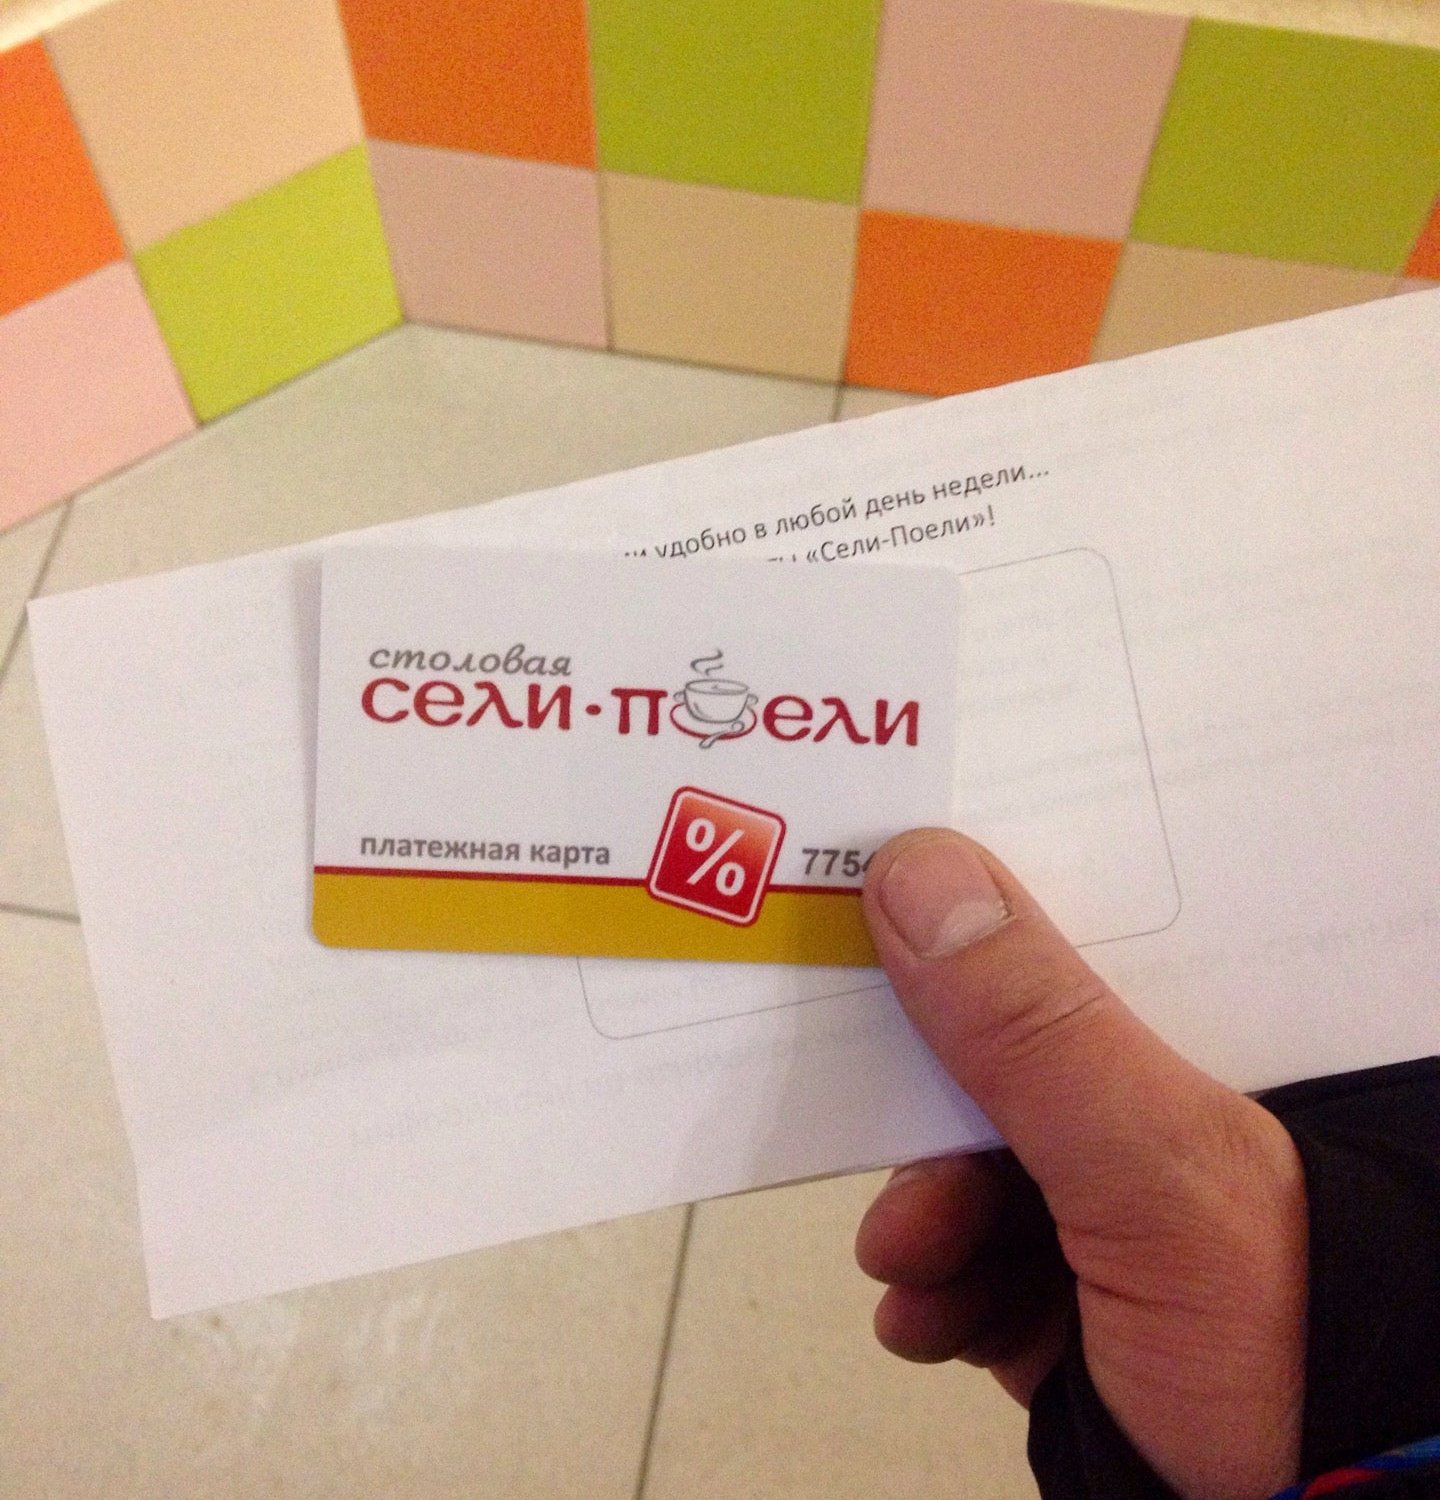 удобно в любой день недели...
«Сели-Поели»!
столовая
сели·поели
платежная карта
%
775